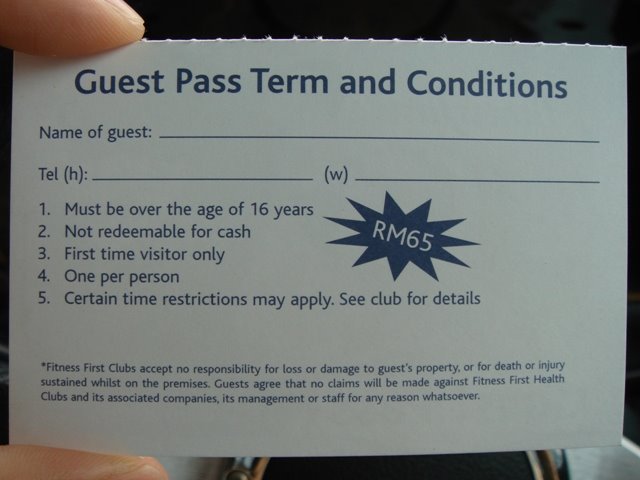 Guest Pass Term and Conditions
Name of guest:
Tel (h): (w)
1. Must be over the age of 16 years
2. Not redeemable for cash
3. First time visitor only
4. One per person
5. Certain time restrictions may apply. See club for details
RM65
*Fitness First Clubs accept no responsibility for loss or damage to guest's property, or for death or injury
sustained whilst on the premises. Guests agree that no claims will be made against Fitness First Health
Clubs and its associated companies, its management or staff for any reason whatsoever.